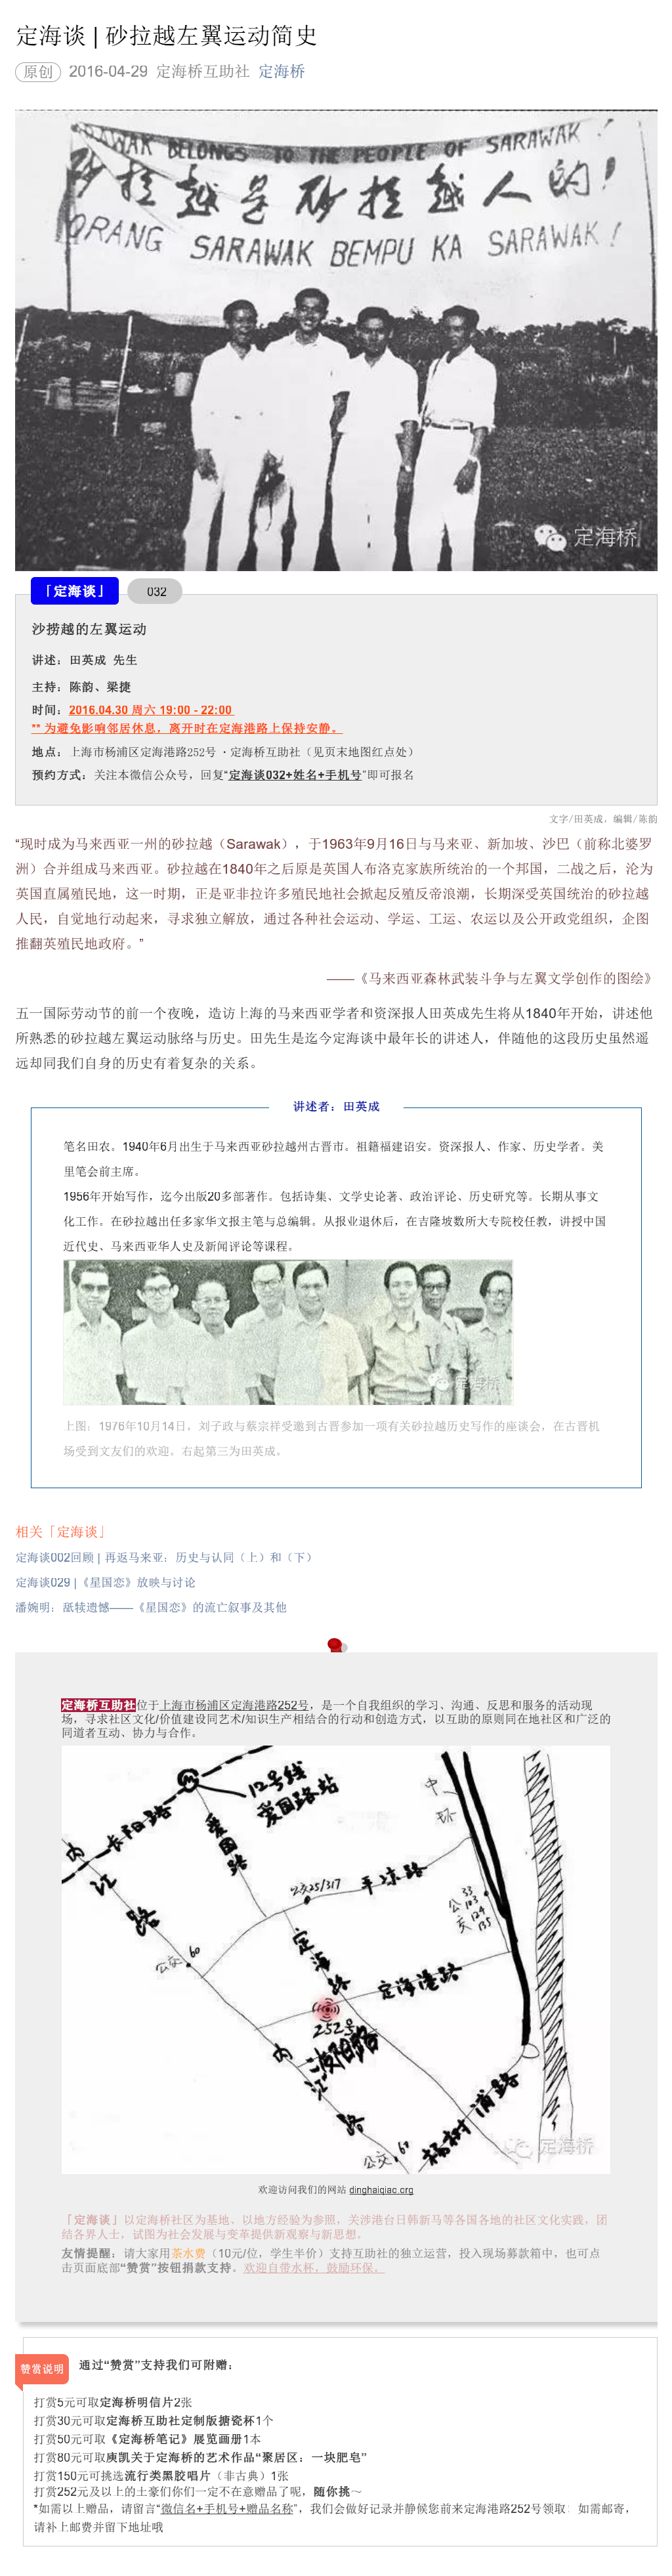 定海谈 | 砂拉越左翼运动简史
原创 2016-04-29 定海桥互助社 定海桥
SARAWAK BELONGS TO THE PEOPLE OF SARAWAK!
砂拉越是砂拉越人的!
ORANG SARAWAK BEMPU KA SARAWAK!
定海桥
「定海谈」 032
沙捞越的左翼运动
讲述：田英成 先生
主持：陈韵、梁捷
时间：2016.04.30 周六 19:00 - 22:00
** 为避免影响邻居休息，离开时在定海港路上保持安静。
地点：上海市杨浦区定海港路252号 · 定海桥互助社（见页末地图红点处）
预约方式：关注本微信公众号，回复“定海谈032+姓名+手机号”即可报名
文字/田英成，编辑/陈韵
“现时成为马来西亚一州的砂拉越（Sarawak），于1963年9月16日与马来亚、新加坡、沙巴（前称北婆罗
洲）合并组成马来西亚。砂拉越在1840年之后原是英国人布洛克家族所统治的一个邦国，二战之后，沦为
英国直属殖民地，这一时期，正是亚非拉许多殖民地社会掀起反殖反帝浪潮，长期深受英国统治的砂拉越
人民，自觉地行动起来，寻求独立解放，通过各种社会运动、学运、工运、农运以及公开政党组织，企图
推翻英殖民地政府。”
——《马来西亚森林武装斗争与左翼文学创作的图绘》
五一国际劳动节的前一个夜晚，造访上海的马来西亚学者和资深报人田英成先生将从1840年开始，讲述他
所熟悉的砂拉越左翼运动脉络与历史。田先生是迄今定海谈中最年长的讲述人，伴随他的这段历史虽然遥
远却同我们自身的历史有着复杂的关系。
讲述者：田英成
笔名田农。1940年6月出生于马来西亚砂拉越州古晋市。祖籍福建诏安。资深报人、作家、历史学者。美
里笔会前主席。
1956年开始写作，迄今出版20多部著作。包括诗集、文学史论著、政治评论、历史研究等。长期从事文
化工作。在砂拉越出任多家华文报主笔与总编辑。从报业退休后，在吉隆坡数所大专院校任教，讲授中国
近代史、马来西亚华人史及新闻评论等课程。
定海桥
上图：1976年10月14日，刘子政与蔡宗祥受邀到古晋参加一项有关砂拉越历史写作的座谈会，在古晋机
场受到文友们的欢迎。右起第三为田英成。
相关「定海谈」
定海谈002回顾 | 再返马来亚：历史与认同（上）和（下）
定海谈029 |《星国恋》放映与讨论
潘婉明：舐犊遗憾——《星国恋》的流亡叙事及其他
定海桥互助社位于上海市杨浦区定海港路252号，是一个自我组织的学习、沟通、反思和服务的活动现
场，寻求社区文化/价值建设同艺术/知识生产相结合的行动和创造方式，以互助的原则同在地社区和广泛的
同道者互动、协力与合作。
12号线
爱国路站
中环
长阳路
爱国路
内江路
公交25/317
平凉路
公交 33 103 124 135
公交 60
定海路
定海港路
252号
波阳路
内江路
杨树浦路
公交 60
定海桥
欢迎访问我们的网站 dinghaiqiao.org
「定海谈」以定海桥社区为基地、以地方经验为参照，关涉港台日韩新马等各国各地的社区文化实践，团
结各界人士，试图为社会发展与变革提供新观察与新思想。
友情提醒：请大家用茶水费（10元/位，学生半价）支持互助社的独立运营，投入现场募款箱中，也可点
击页面底部“赞赏”按钮捐款支持。欢迎自带水杯，鼓励环保。
赞赏说明
通过“赞赏”支持我们可附赠：
打赏5元可取定海桥明信片2张
打赏30元可取定海桥互助社定制版搪瓷杯1个
打赏50元可取《定海桥笔记》展览画册1本
打赏80元可取庾凯关于定海桥的艺术作品“聚居区：一块肥皂”
打赏150元可挑选流行类黑胶唱片（非古典）1张
打赏252元及以上的土豪们你们一定不在意赠品了呢，随你挑～
*如需以上赠品，请留言“微信名+手机号+赠品名称”，我们会做好记录并静候您前来定海港路252号领取；如需邮寄，
请补上邮费并留下地址哦